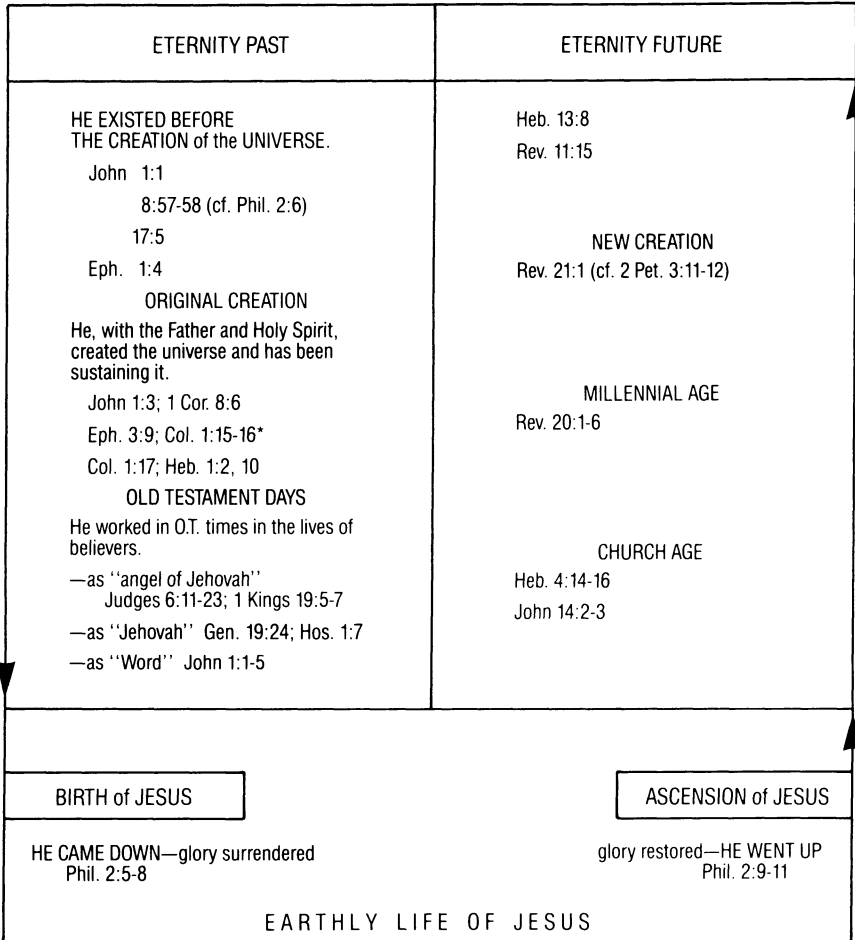 ETERNITY PAST
ETERNITY FUTURE
HE EXISTED BEFORE
THE CREATION of the UNIVERSE.
John 1:1
8:57-58 (cf. Phil. 2:6)
17:5
Eph. 1:4
ORIGINAL CREATION
He, with the Father and Holy Spirit,
created the universe and has been
sustaining it.
John 1:3; 1 Cor. 8:6
Eph. 3:9; Col. 1:15-16*
Col. 1:17; Heb. 1:2, 10
OLD TESTAMENT DAYS
He worked in O.T. times in the lives of
believers.
—as ‘‘angel of Jehovah’’
Judges 6:11-23; 1 Kings 19:5-7
—as ‘‘Jehovah’’ Gen. 19:24; Hos. 1:7
—as ‘‘Word’’ John 1:1-5
Heb. 13:8
Rev. 11:15
NEW CREATION
Rev. 21:1 (cf. 2 Pet. 3:11-12)
MILLENNIAL AGE
Rev. 20:1-6
CHURCH AGE
Heb. 4:14-16
John 14:2-3
BIRTH of JESUS
ASCENSION of JESUS
HE CAME DOWN—glory surrendered
Phil. 2:5-8
glory restored—HE WENT UP
Phil. 2:9-11
EARTHLY LIFE OF JESUS